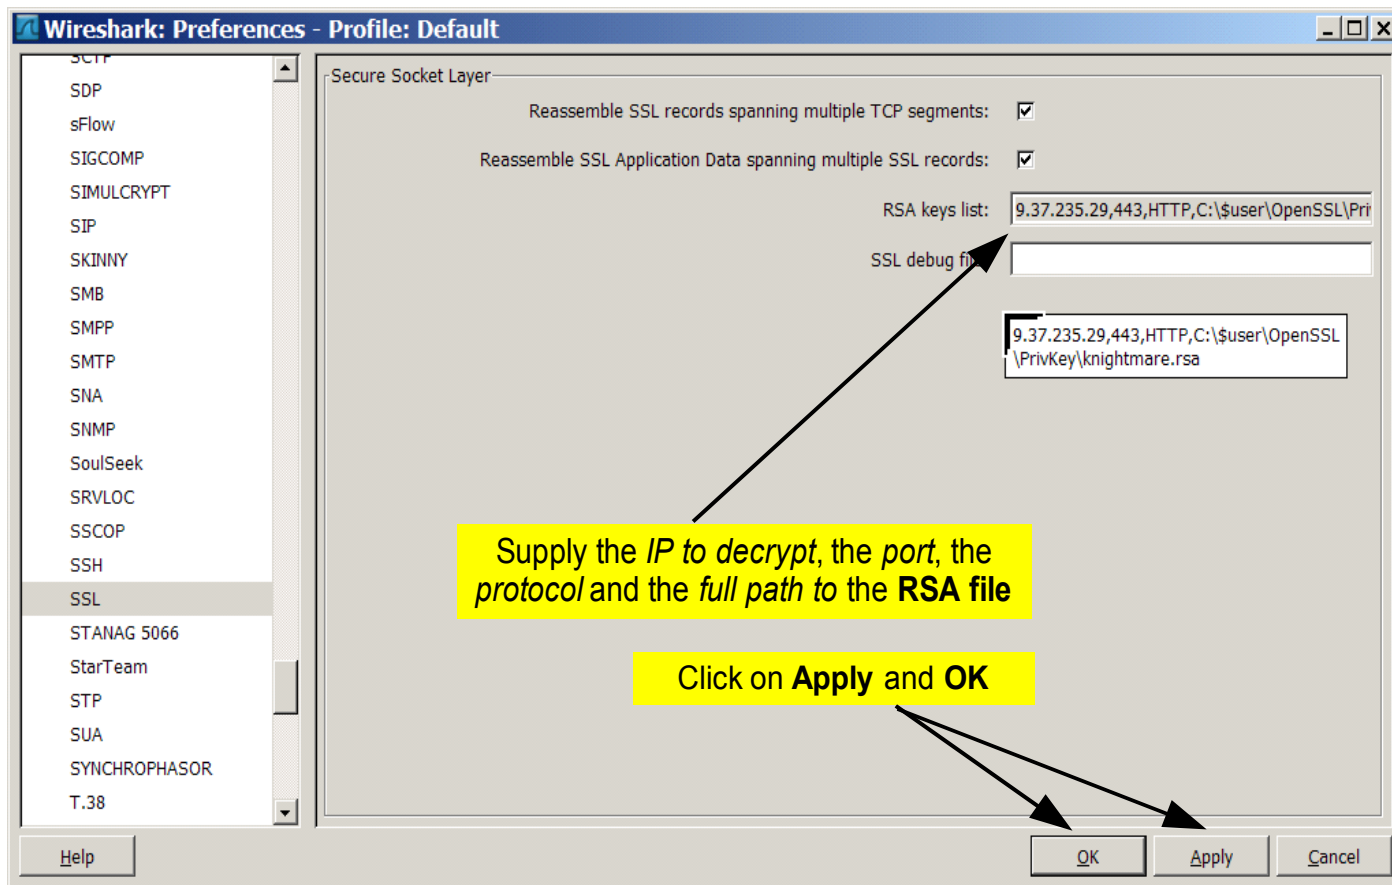 Wireshark: Preferences - Profile: Default
SCTP
SDP
sFlow
SIGCOMP
SIMULCRYPT
SIP
SKINNY
SMB
SMPP
SMTP
SNA
SNMP
SoulSeek
SRVLOC
SSCOP
SSH
SSL
STANAG 5066
StarTeam
STP
SUA
SYNCHROPHASOR
T.38
Secure Socket Layer
Reassemble SSL records spanning multiple TCP segments:
Reassemble SSL Application Data spanning multiple SSL records:
RSA keys list: 9.37.235.29,443,HTTP,C:\$user\OpenSSL\Pri
SSL debug fi
9.37.235.29,443,HTTP,C:\$user\OpenSSL
\PrivKey\knightmare.rsa
Supply the IP to decrypt, the port, the
protocol and the full path to the RSA file
Click on Apply and OK
Help OK Apply Cancel